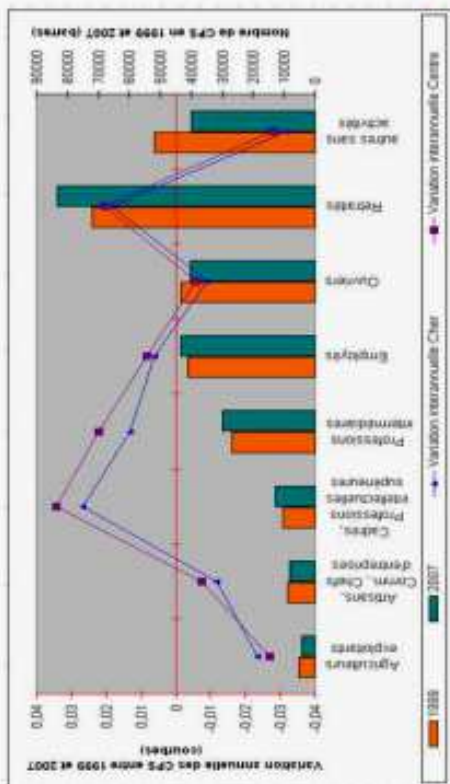 Nombre de CPS en 1999 et 2007 (barres)
90000
80000
70000
60000
50000
40000
30000
20000
10000
0
Variation annuelle des CPS entre 1999 et 2007
(courbes)
0,04
0,03
0,02
0,01
0
-0,01
-0,02
-0,03
-0,04
Agriculteurs
exploitants
Artisans,
Comm., Chefs
d'entreprises
Cadres,
Professions
intellectuelles
supérieures
Professions
intermédiaires
Employés
Ouvriers
Retraités
autres sans
activités
1999
2007
Variation interannuelle Cher
Variation interannuelle Centre